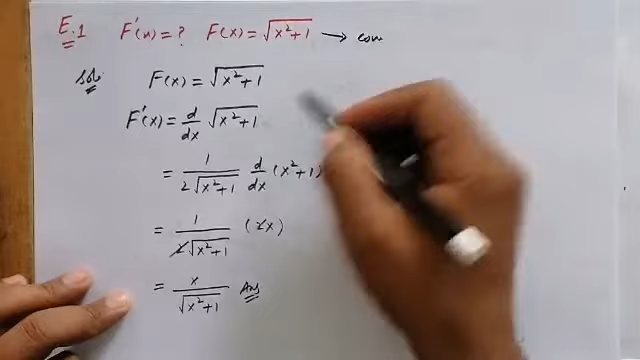 E.1 F'(x) = ? F(x) = √(x²+1) → com
Sol: F(x) = √(x²+1)
F'(x) = d/dx √(x²+1)
= 1/(2√(x²+1)) d/dx (x²+1)
= 1/(2√(x²+1)) (2x)
= x/√(x²+1) Ans